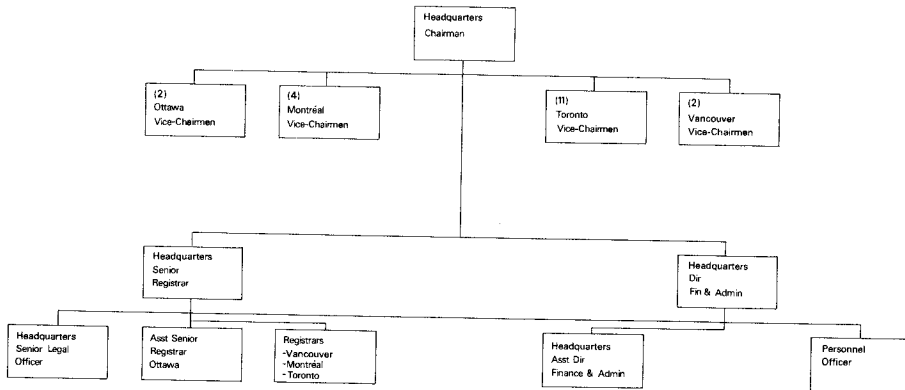 Headquarters
Chairman
(2)
Ottawa
Vice-Chairmen
(4)
Montréal
Vice-Chairmen
(11)
Toronto
Vice-Chairmen
(2)
Vancouver
Vice-Chairmen
Headquarters
Senior
Registrar
Headquarters
Dir
Fin & Admin
Headquarters
Senior Legal
Officer
Asst Senior
Registrar
Ottawa
Registrars
-Vancouver
-Montréal
-Toronto
Headquarters
Asst Dir
Finance & Admin
Personnel
Officer